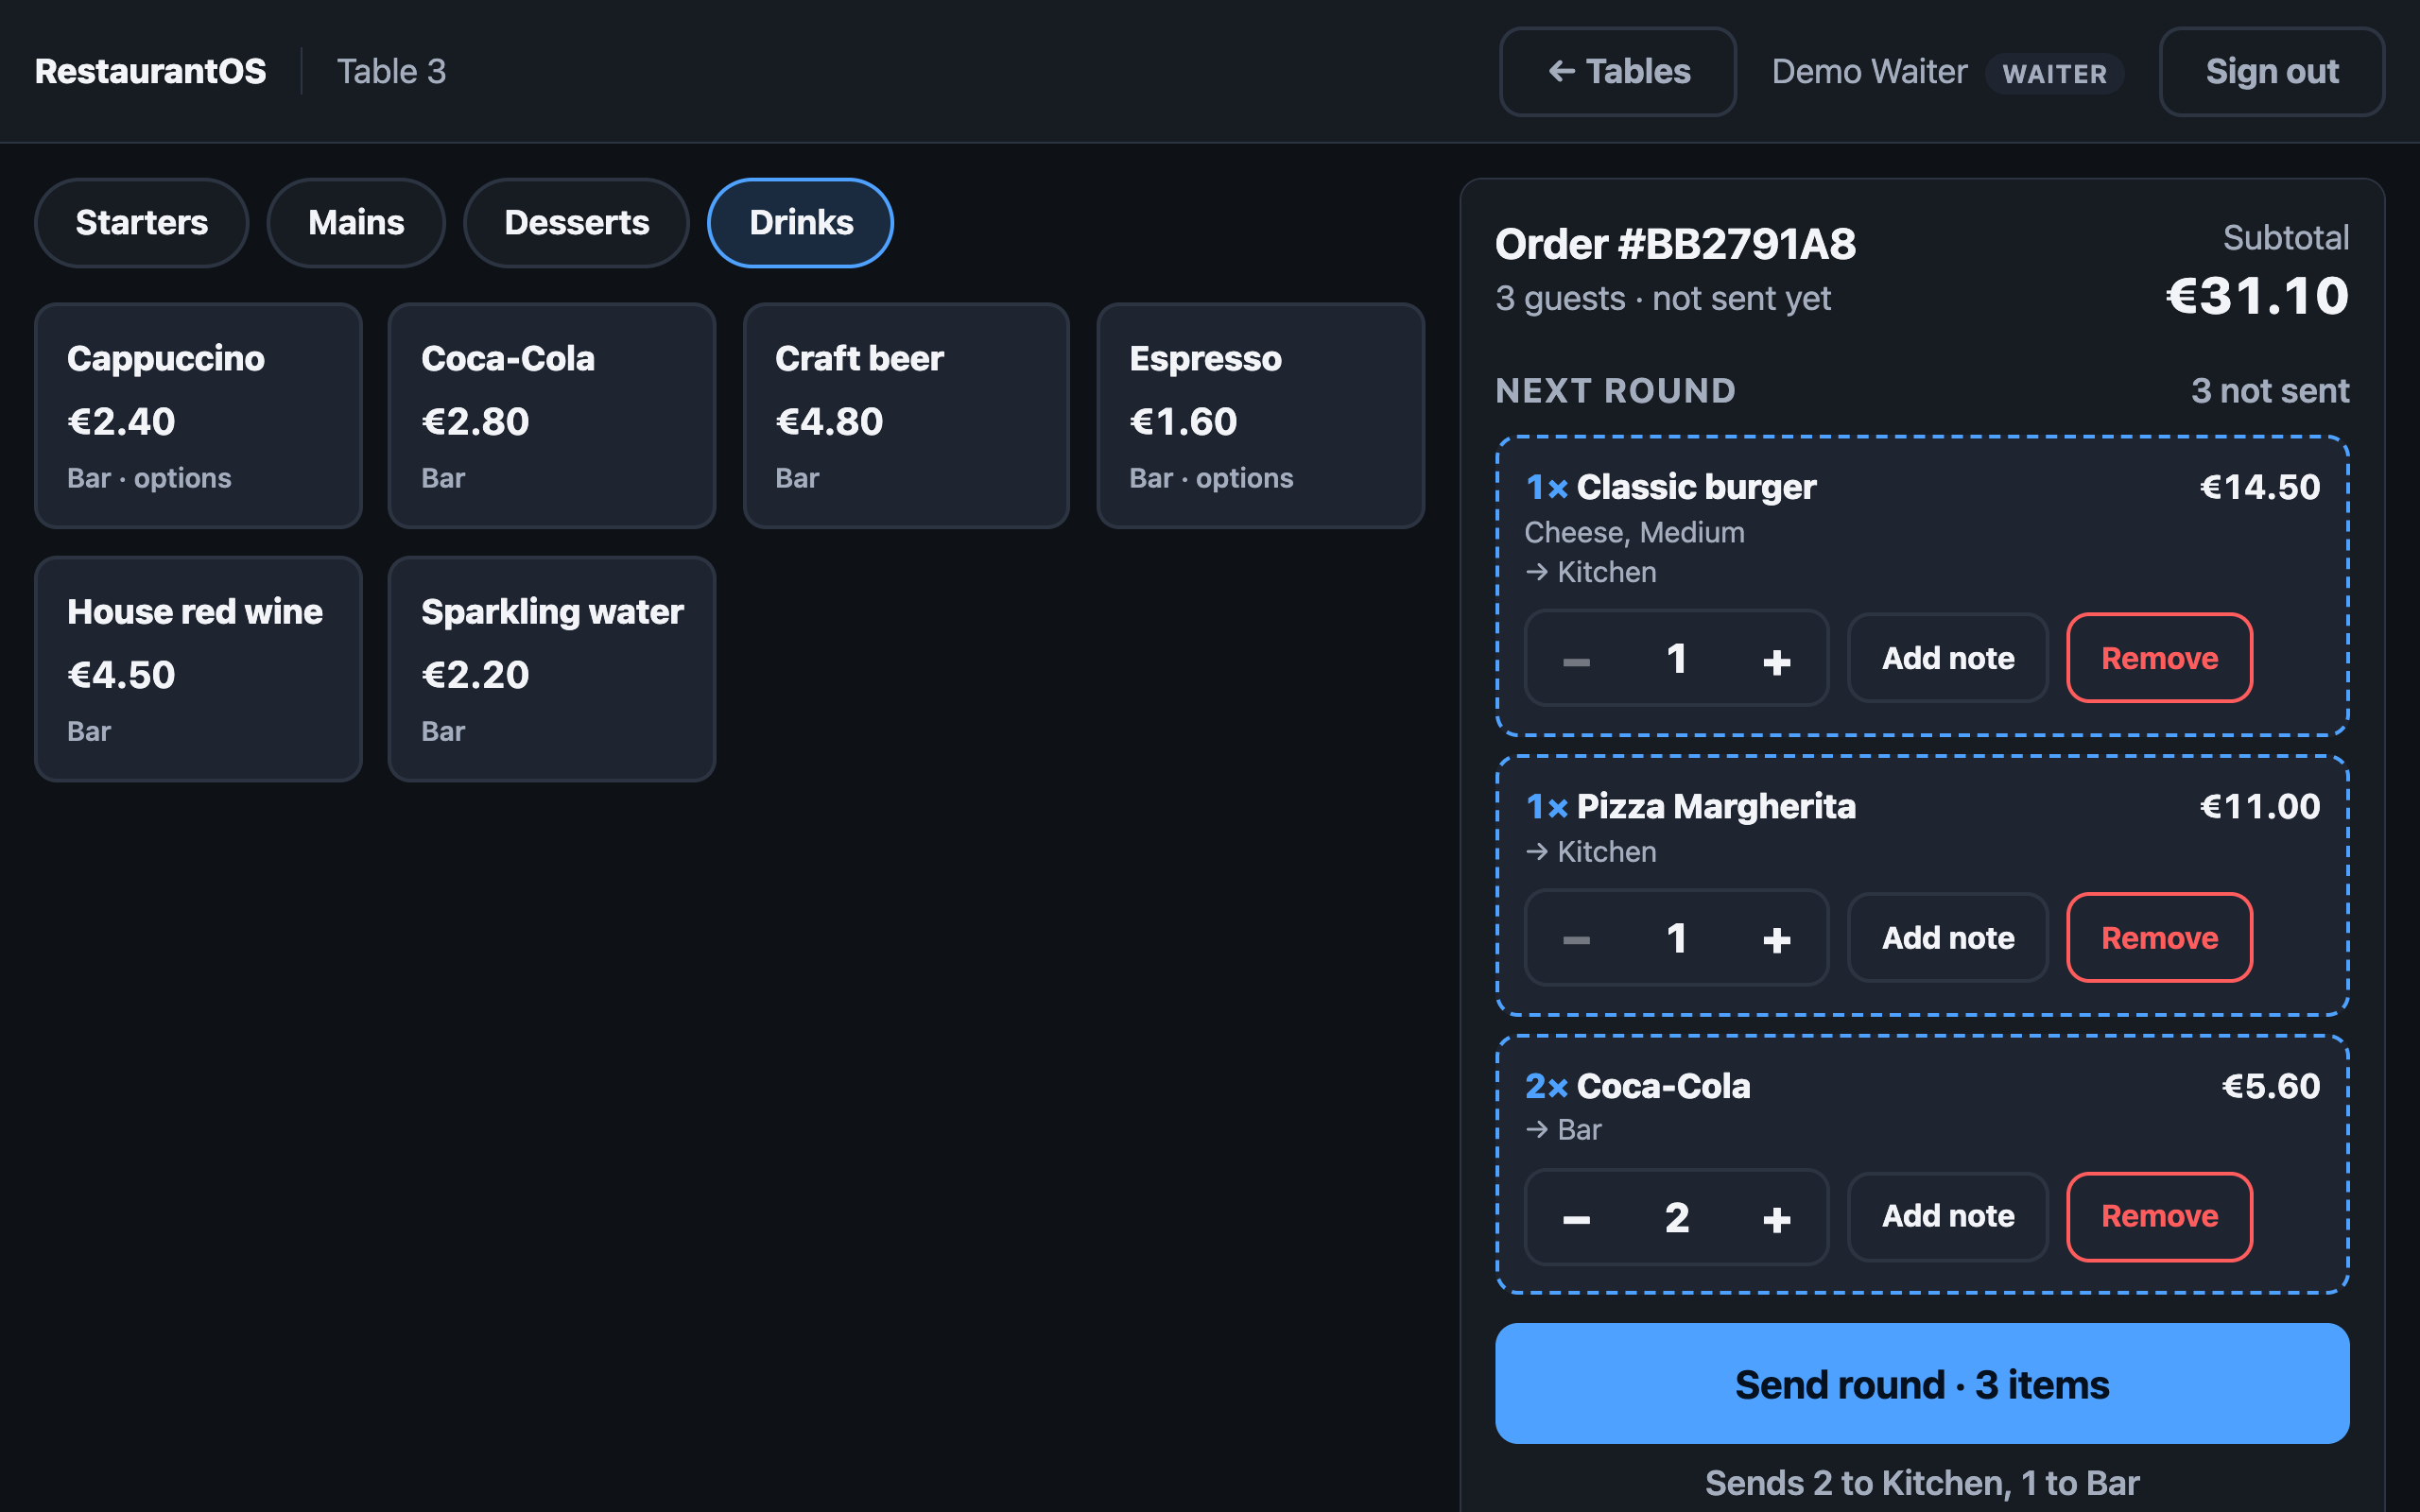 RestaurantOS
Table 3
← Tables
Demo Waiter
WAITER
Sign out
Starters
Mains
Desserts
Drinks
Cappuccino
€2.40
Bar · options
Coca-Cola
€2.80
Bar
Craft beer
€4.80
Bar
Espresso
€1.60
Bar · options
House red wine
€4.50
Bar
Sparkling water
€2.20
Bar
Order #BB2791A8
3 guests · not sent yet
Subtotal
€31.10
NEXT ROUND
3 not sent
1× Classic burger
€14.50
Cheese, Medium
→ Kitchen
− 1 +
Add note
Remove
1× Pizza Margherita
€11.00
→ Kitchen
− 1 +
Add note
Remove
2× Coca-Cola
€5.60
→ Bar
− 2 +
Add note
Remove
Send round · 3 items
Sends 2 to Kitchen, 1 to Bar